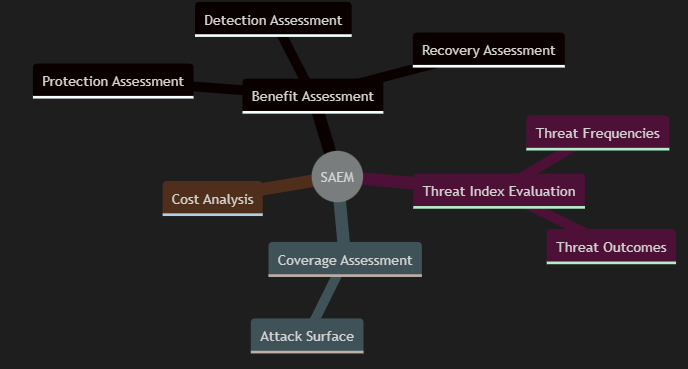 Detection Assessment
Recovery Assessment
Protection Assessment
Benefit Assessment
Threat Frequencies
SAEM
Threat Index Evaluation
Cost Analysis
Threat Outcomes
Coverage Assessment
Attack Surface